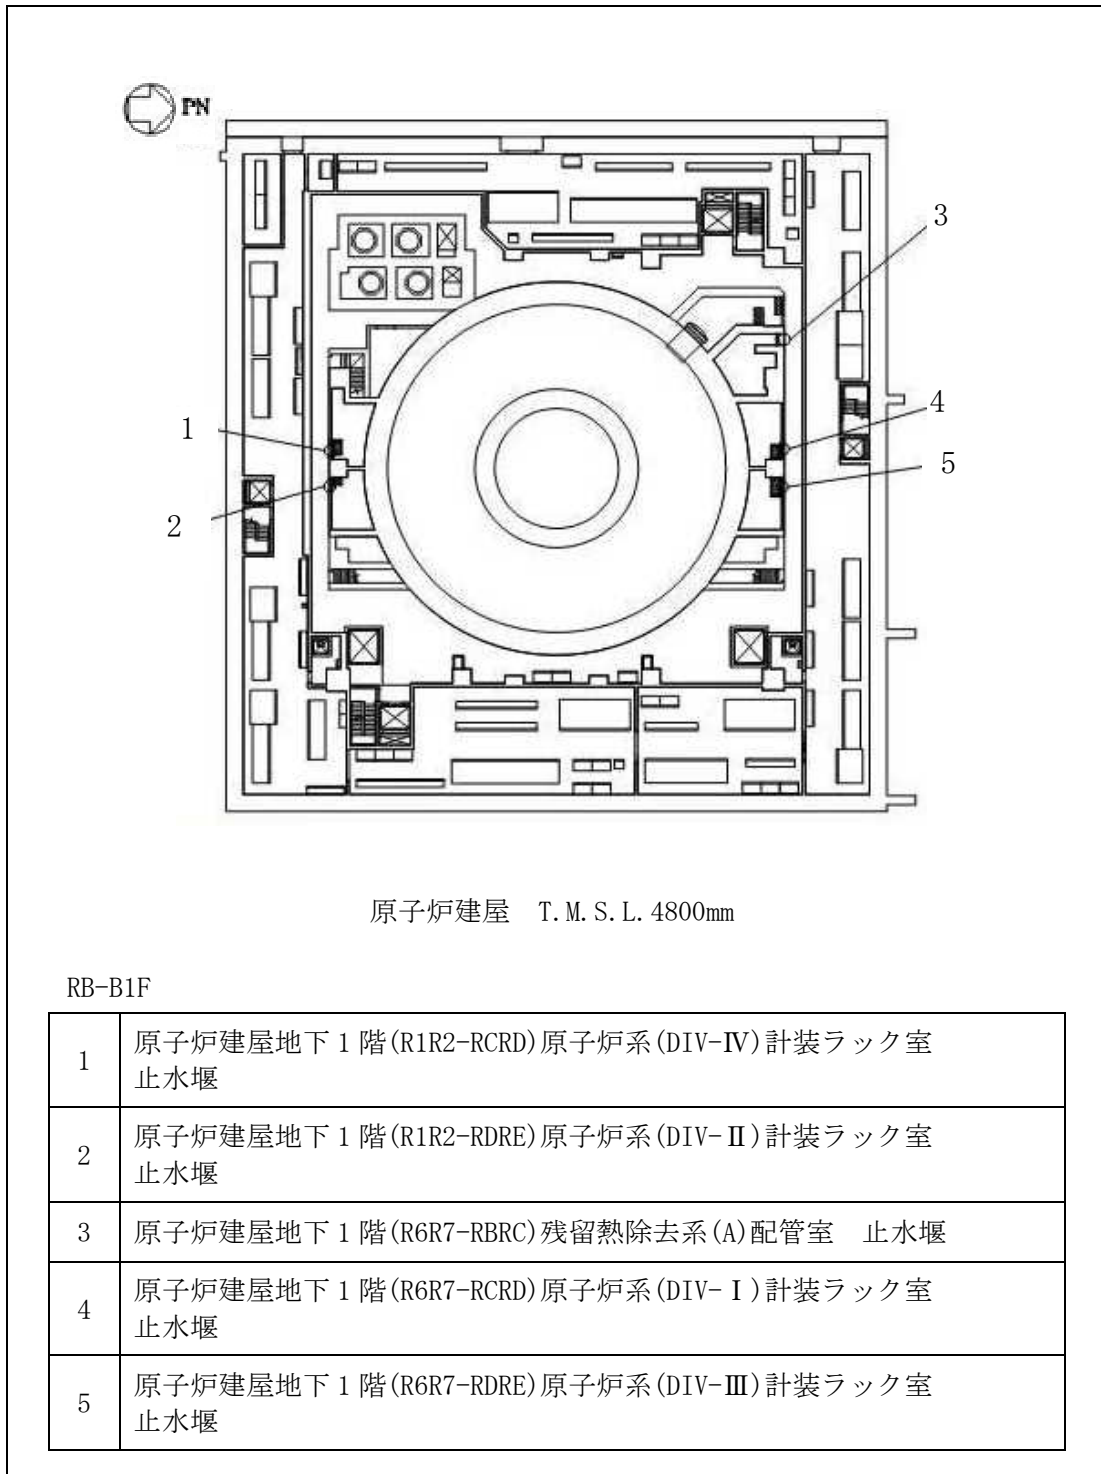 PN
3
4
1
5
2
原子炉建屋　T.M.S.L.4800mm
RB-B1F
1
原子炉建屋地下1階(R1R2-RCRD)原子炉系(DIV-Ⅳ)計装ラック室
止水堰
2
原子炉建屋地下1階(R1R2-RDRE)原子炉系(DIV-Ⅱ)計装ラック室
止水堰
3
原子炉建屋地下1階(R6R7-RBRC)残留熱除去系(A)配管室　止水堰
4
原子炉建屋地下1階(R6R7-RCRD)原子炉系(DIV-Ⅰ)計装ラック室
止水堰
5
原子炉建屋地下1階(R6R7-RDRE)原子炉系(DIV-Ⅲ)計装ラック室
止水堰